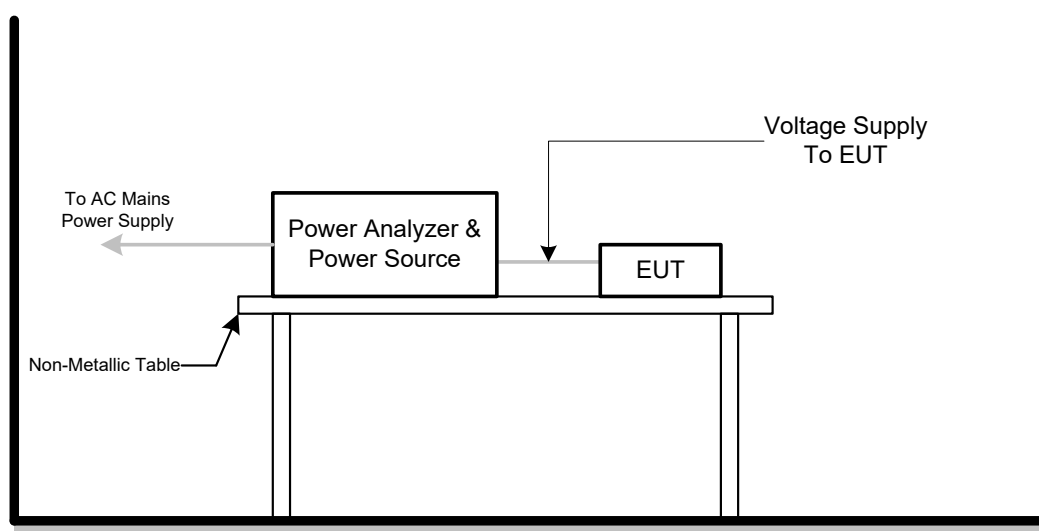 Voltage Supply
To EUT
To AC Mains
Power Supply
Power Analyzer &
Power Source
EUT
Non-Metallic Table